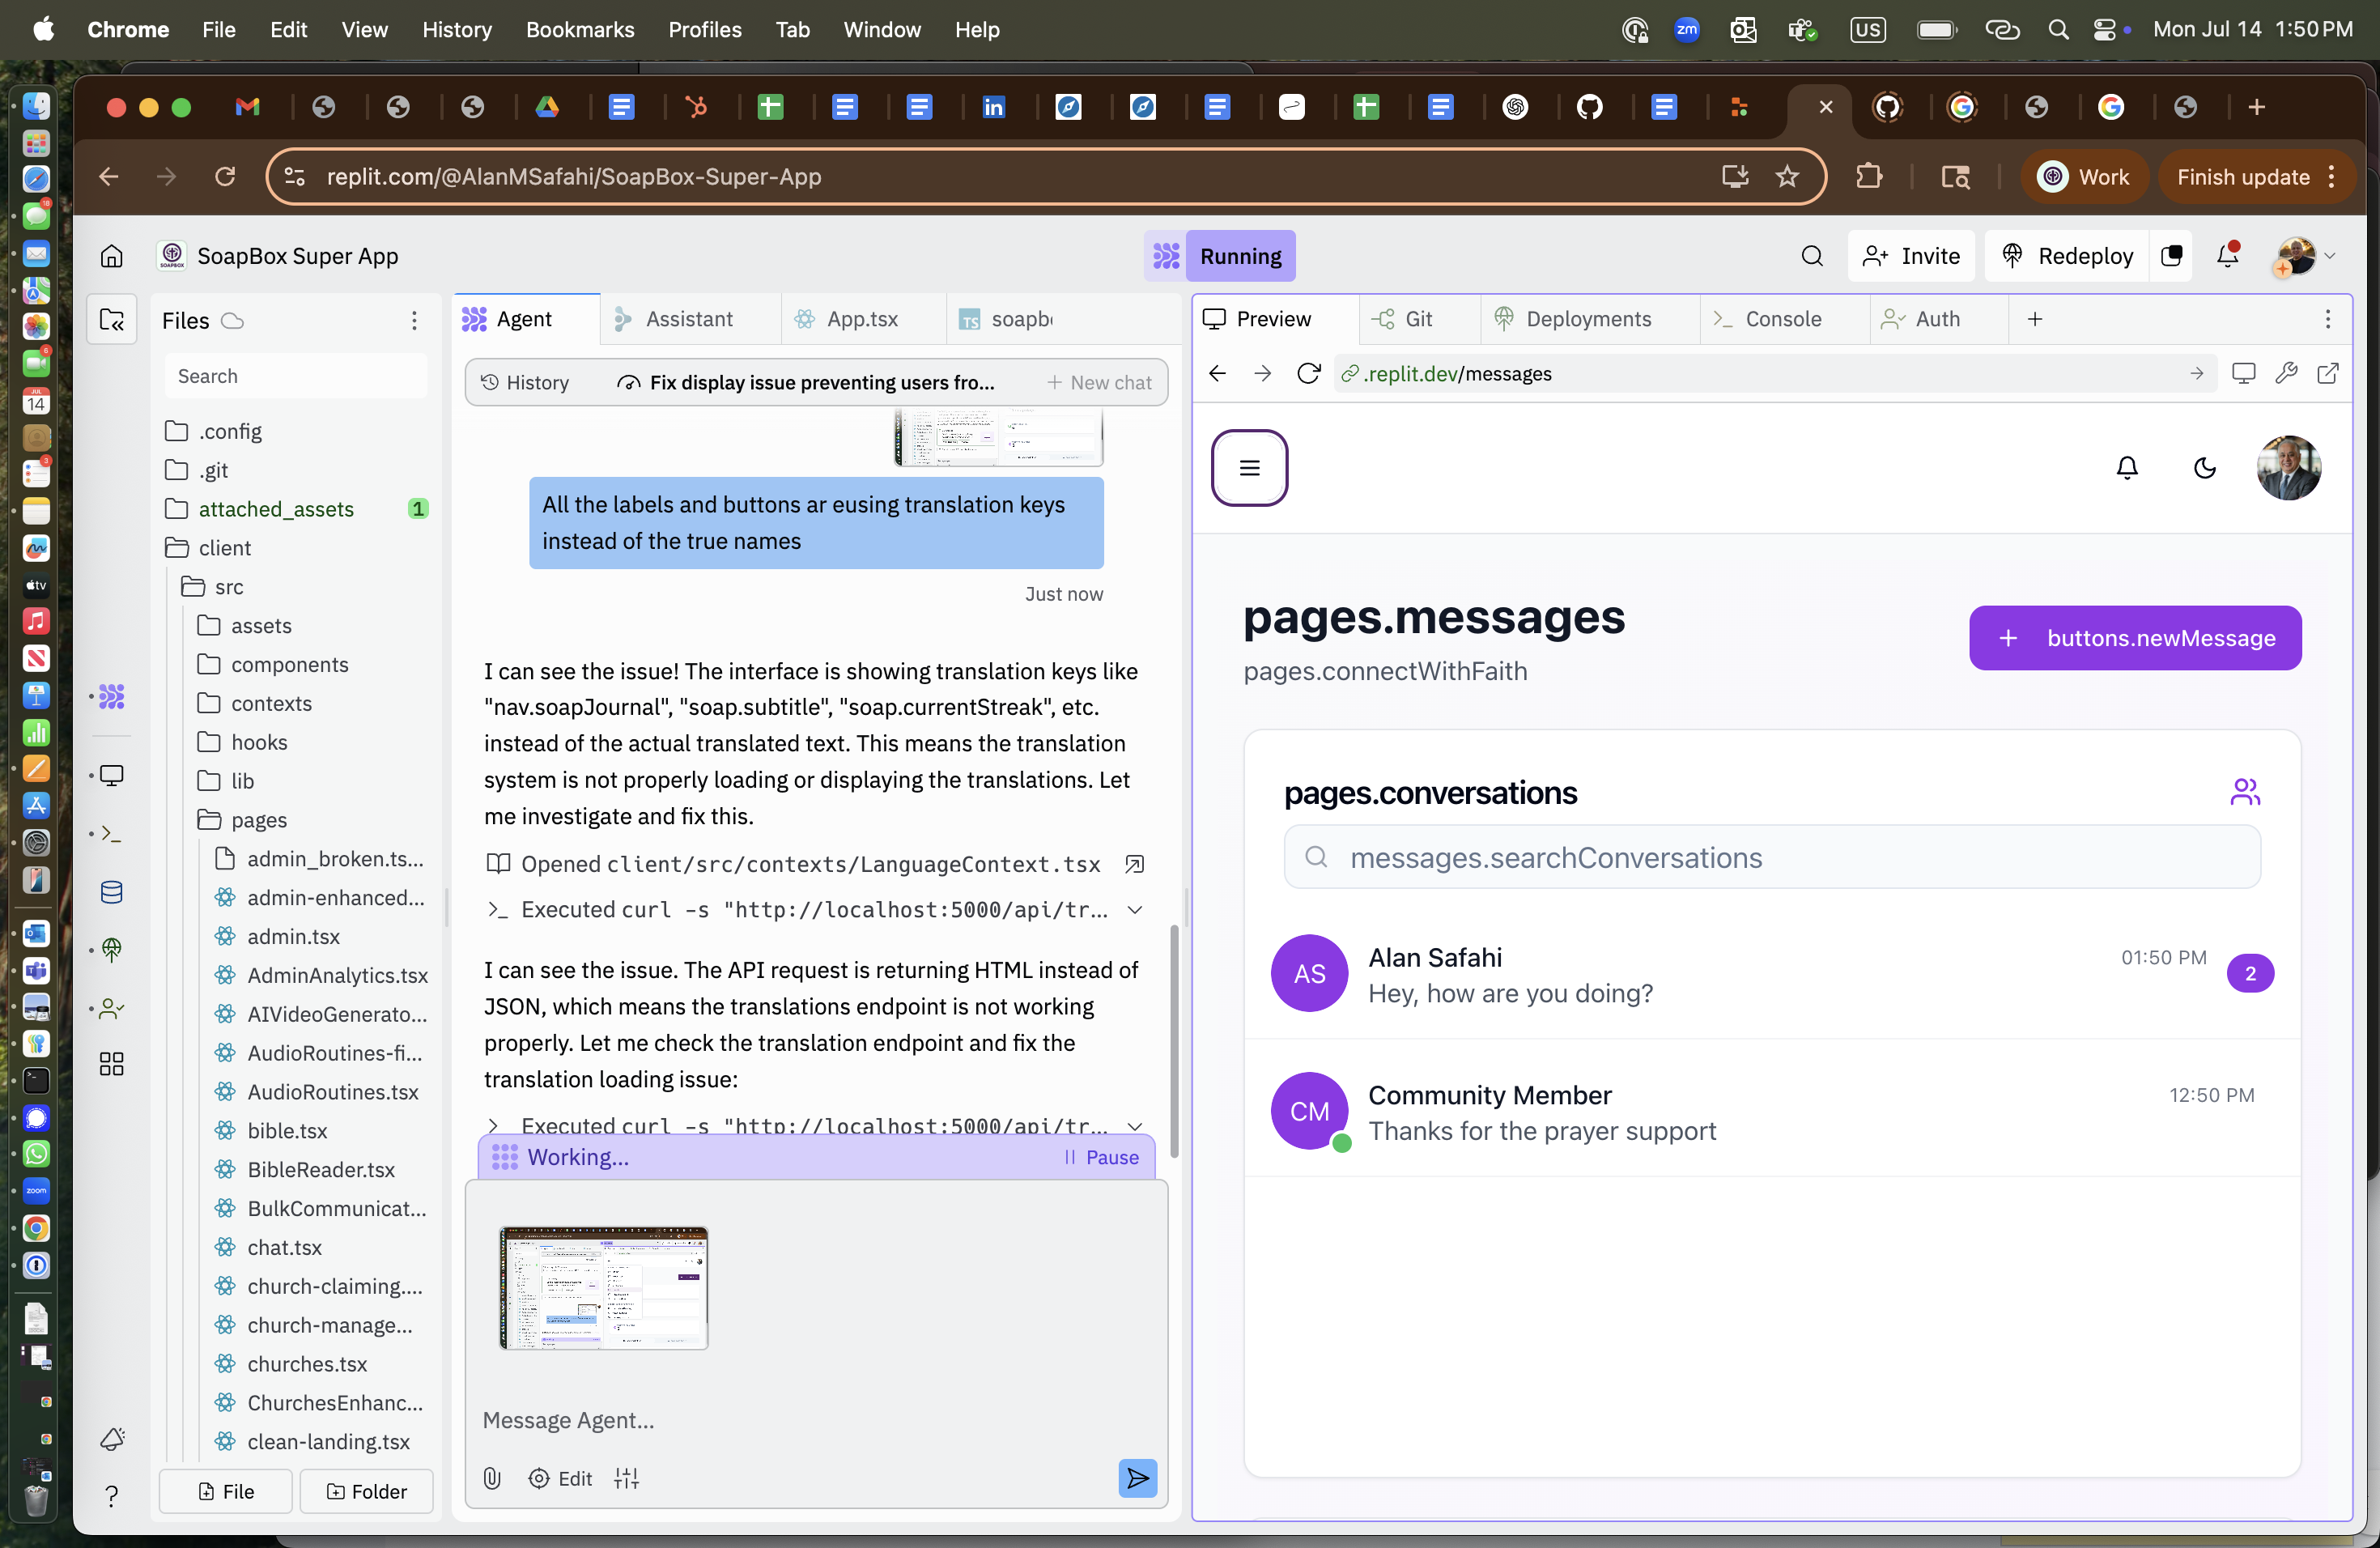 Chrome File Edit View History Bookmarks Profiles Tab Window Help
zm US Mon Jul 14 1:50 PM
replit.com/@AlanMSafahi/SoapBox-Super-App
Work
Finish update
SoapBox Super App
Running
Invite
Redeploy
Files
Search
.config
.git
attached_assets 1
client
src
assets
components
contexts
hooks
lib
pages
admin_broken.ts...
admin-enhanced...
admin.tsx
AdminAnalytics.tsx
AIVideoGenerato...
AudioRoutines-fi...
AudioRoutines.tsx
bible.tsx
BibleReader.tsx
BulkCommunicat...
chat.tsx
church-claiming....
church-manage...
churches.tsx
ChurchesEnhanc...
clean-landing.tsx
File
Folder
Agent
Assistant
App.tsx
TS soapb
History
Fix display issue preventing users fro...
+ New chat
All the labels and buttons ar eusing translation keys
instead of the true names
Just now
I can see the issue! The interface is showing translation keys like
"nav.soapJournal", "soap.subtitle", "soap.currentStreak", etc.
instead of the actual translated text. This means the translation
system is not properly loading or displaying the translations. Let
me investigate and fix this.
Opened client/src/contexts/LanguageContext.tsx
Executed curl -s "http://localhost:5000/api/tr...
I can see the issue. The API request is returning HTML instead of
JSON, which means the translations endpoint is not working
properly. Let me check the translation endpoint and fix the
translation loading issue:
Executed curl -s "http://localhost:5000/api/tr...
Working...
Pause
Message Agent...
Edit
Preview
Git
Deployments
Console
Auth
.replit.dev/messages
pages.messages
pages.connectWithFaith
+ buttons.newMessage
pages.conversations
messages.searchConversations
AS
Alan Safahi
Hey, how are you doing?
01:50 PM
2
CM
Community Member
Thanks for the prayer support
12:50 PM